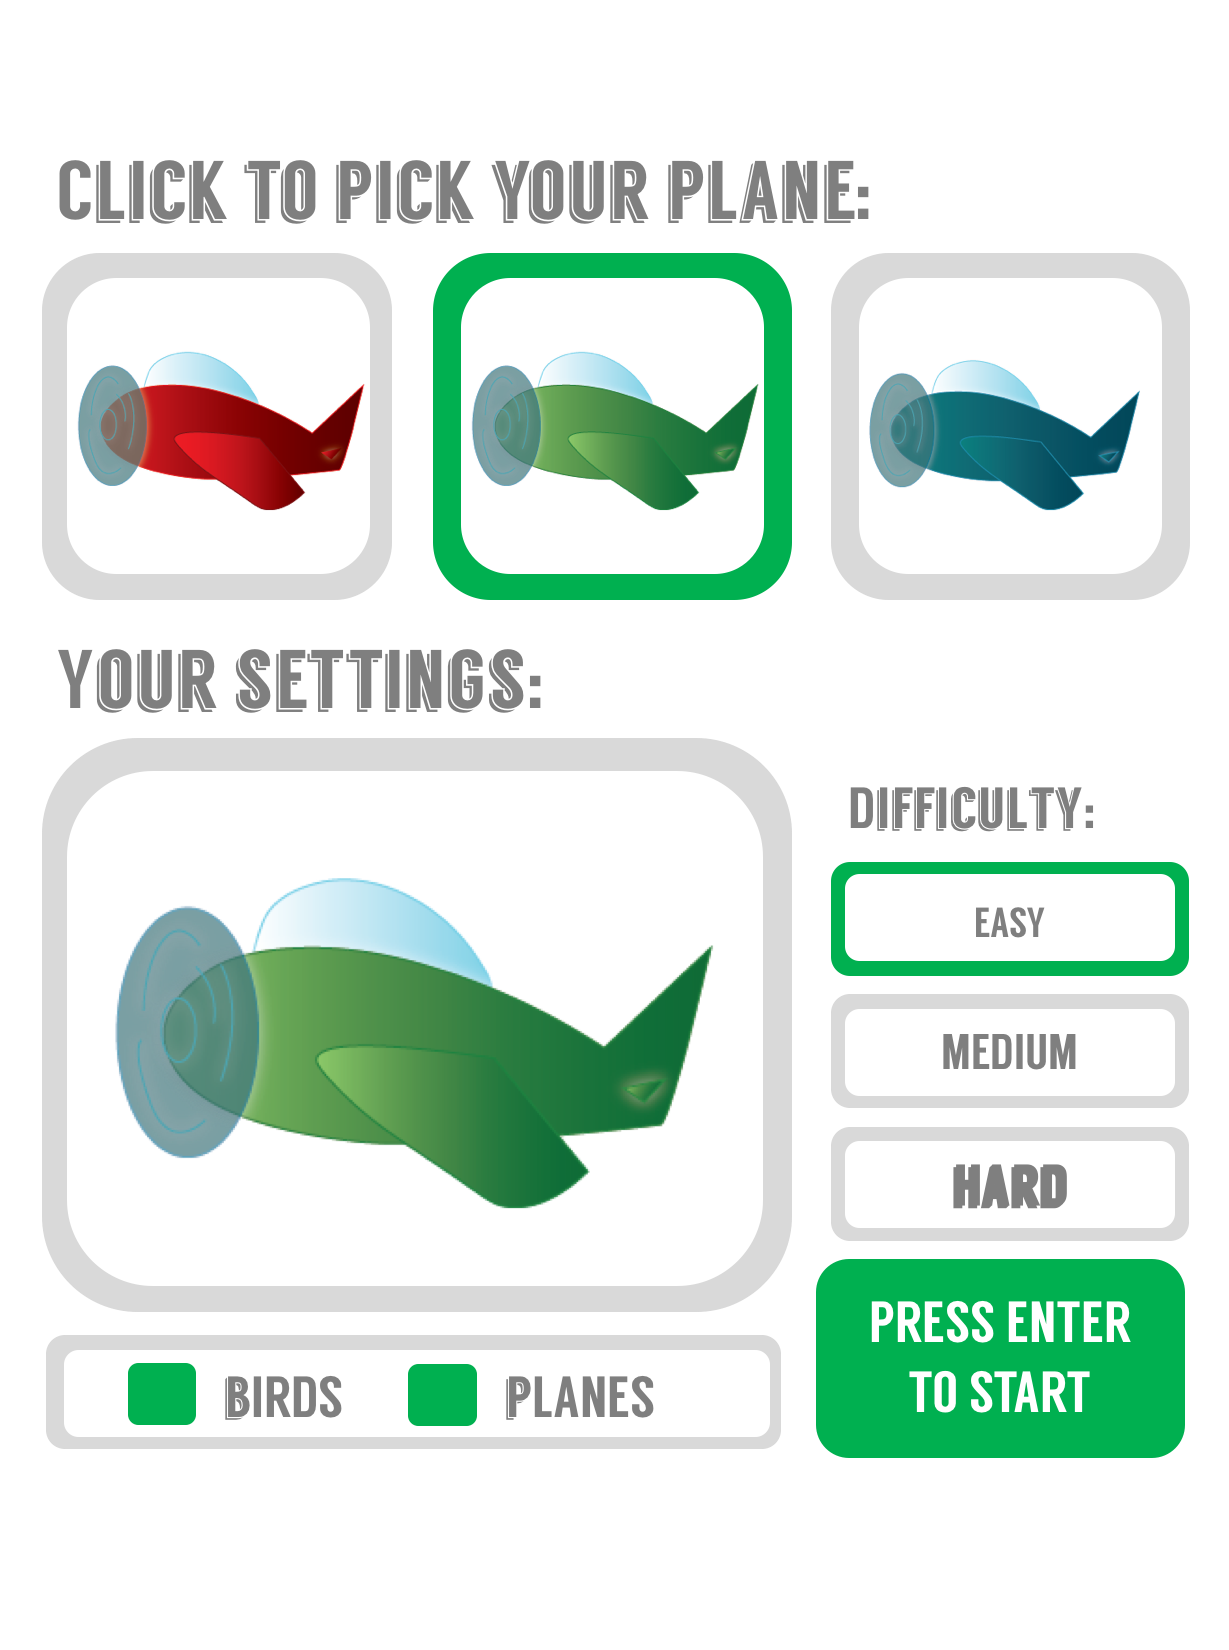 CLICK TO PICK YOUR PLANE:
YOUR SETTINGS:
DIFFICULTY:
EASY
MEDIUM
HARD
PRESS ENTER
TO START
BIRDS
PLANES